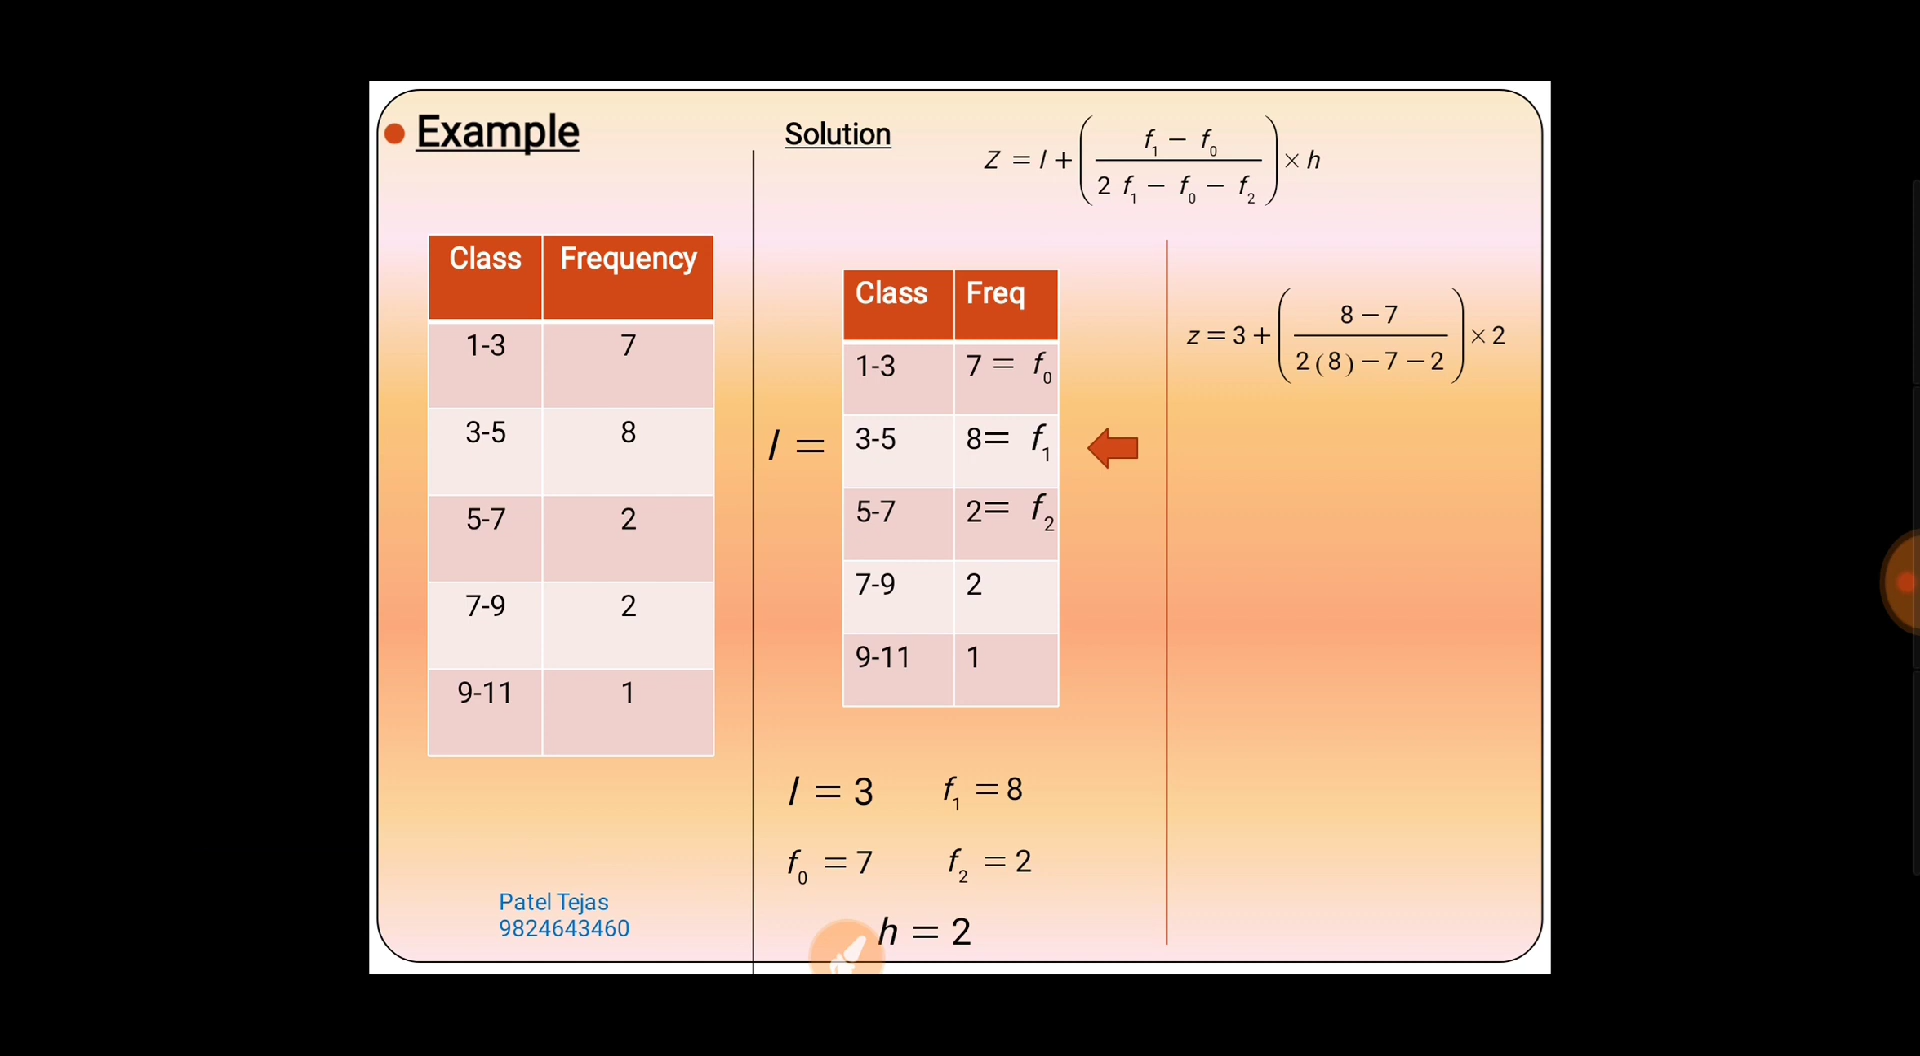 Example
Class Frequency
1-3 7
3-5 8
5-7 2
7-9 2
9-11 1
Patel Tejas
9824643460
Solution
Z = l + ( f₁ − f₀ / 2 f₁ − f₀ − f₂ ) × h
Class Freq
1-3 7 = f₀
l = 3-5 8= f₁
5-7 2= f₂
7-9 2
9-11 1
l = 3 f₁ = 8
f₀ = 7 f₂ = 2
h = 2
z = 3 + ( 8 − 7 / 2 ( 8 ) − 7 − 2 ) × 2